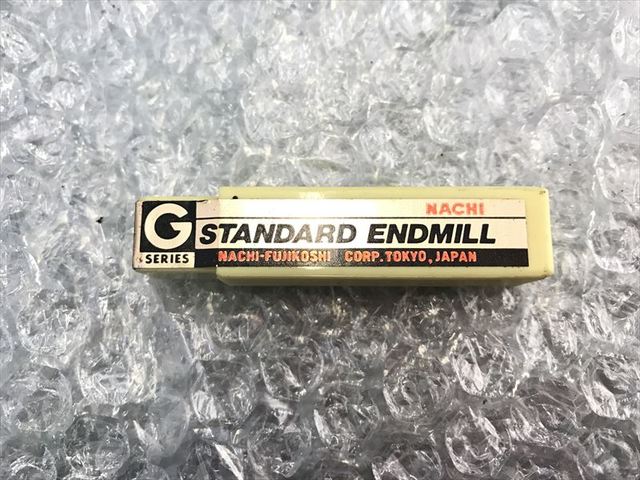 G
SERIES
NACHI
STANDARD ENDMILL
NACHI-FUJIKOSHI CORP. TOKYO, JAPAN